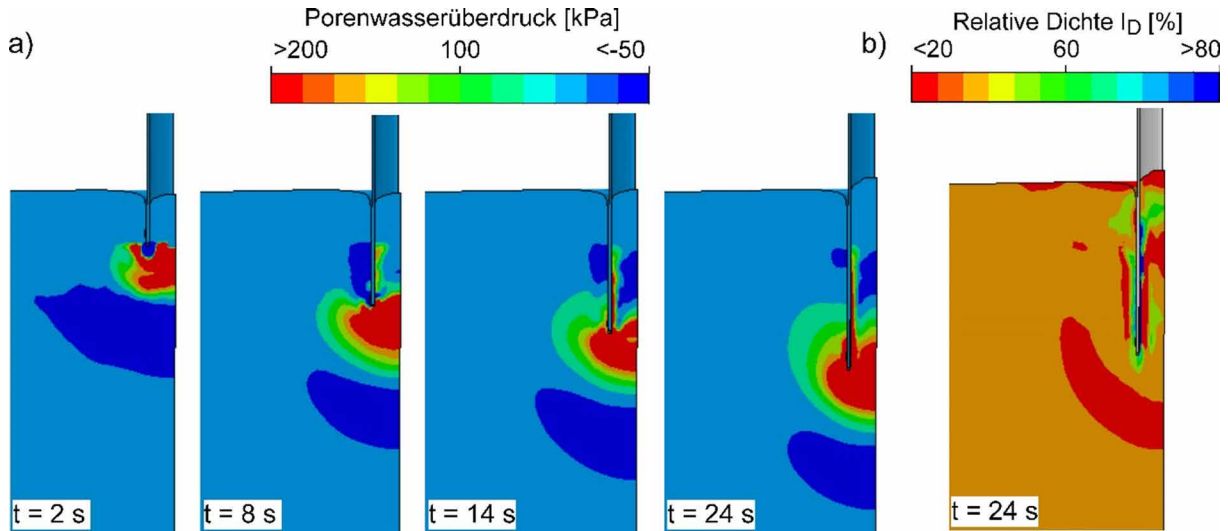 Porenwasserüberdruck [kPa]
a)
>200 100 <-50
b)
Relative Dichte I_D [%]
<20 60 >80
t = 2 s
t = 8 s
t = 14 s
t = 24 s
t = 24 s